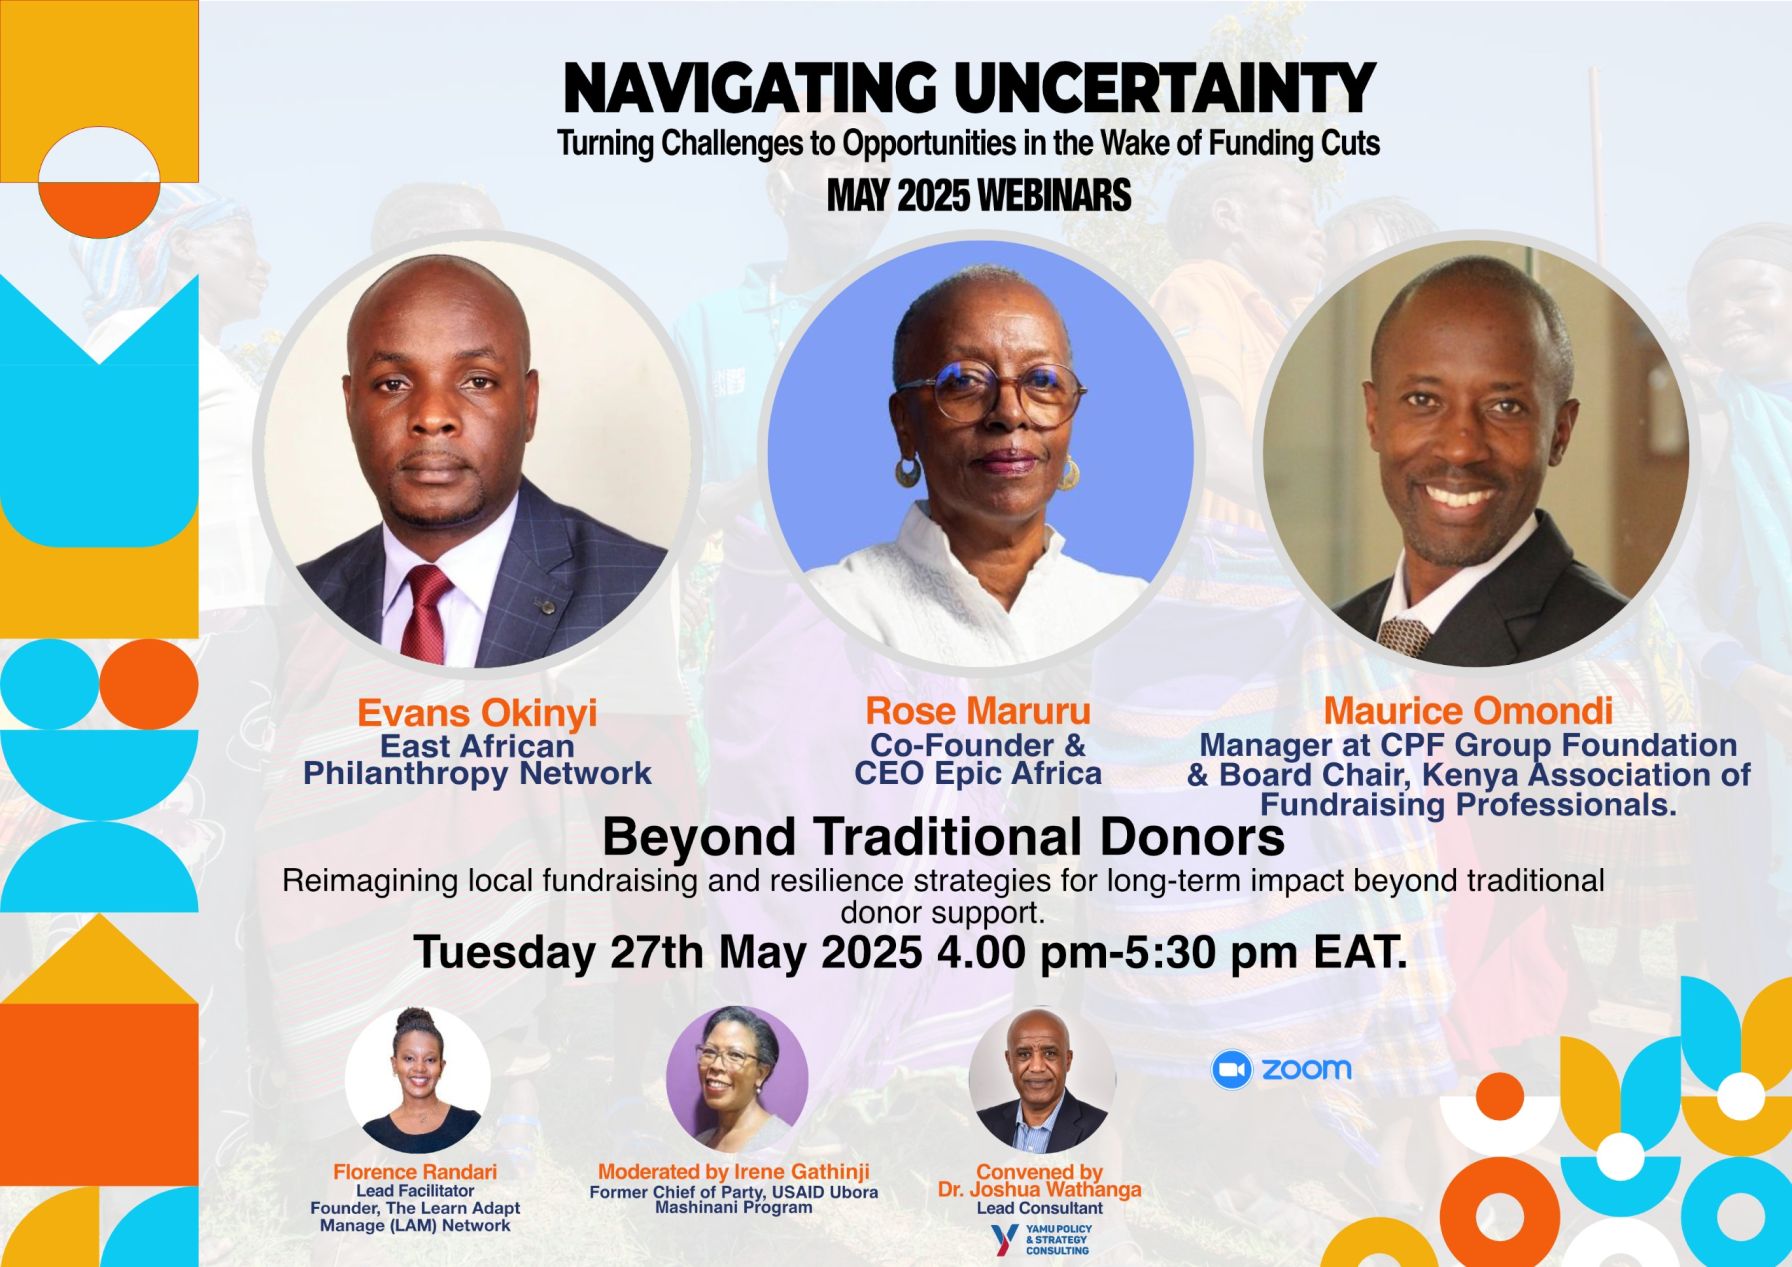 NAVIGATING UNCERTAINTY
Turning Challenges to Opportunities in the Wake of Funding Cuts
MAY 2025 WEBINARS
Evans Okinyi
East African
Philanthropy Network
Rose Maruru
Co-Founder &
CEO Epic Africa
Maurice Omondi
Manager at CPF Group Foundation
& Board Chair, Kenya Association of
Fundraising Professionals.
Beyond Traditional Donors
Reimagining local fundraising and resilience strategies for long-term impact beyond traditional
donor support.
Tuesday 27th May 2025 4.00 pm-5:30 pm EAT.
zoom
Florence Randari
Lead Facilitator
Founder, The Learn Adapt
Manage (LAM) Network
Moderated by Irene Gathinji
Former Chief of Party, USAID Ubora
Mashinani Program
Convened by
Dr. Joshua Wathanga
Lead Consultant
YAMU POLICY
& STRATEGY
CONSULTING